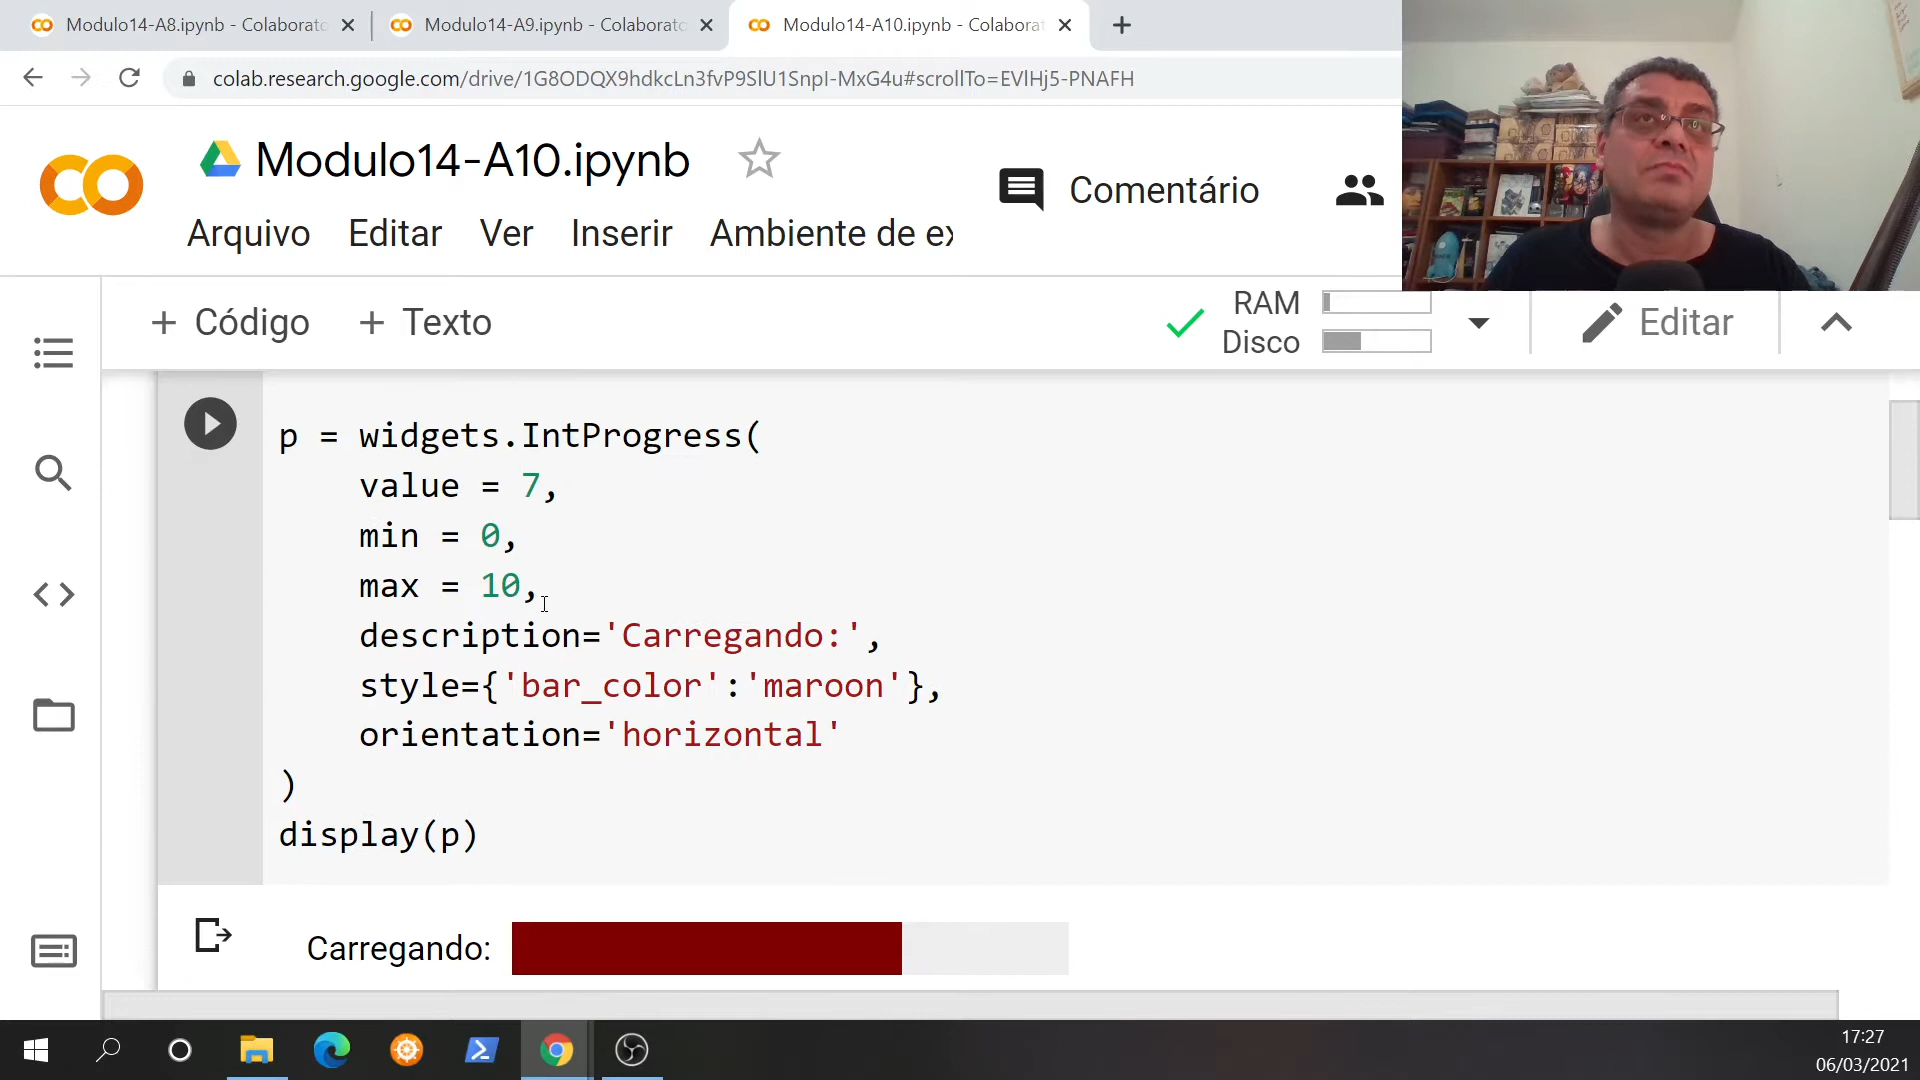 Modulo14-A8.ipynb - Colaborato
Modulo14-A9.ipynb - Colaborato
Modulo14-A10.ipynb - Colaborat
colab.research.google.com/drive/1G8ODQX9hdkcLn3fvP9SlU1SnpI-MxG4u#scrollTo=EVlHj5-PNAFH
Modulo14-A10.ipynb
Comentário
Arquivo Editar Ver Inserir Ambiente de ex
+ Código + Texto
RAM
Disco
Editar
p = widgets.IntProgress(
value = 7,
min = 0,
max = 10,
description='Carregando:',
style={'bar_color':'maroon'},
orientation='horizontal'
)
display(p)
Carregando:
17:27
06/03/2021